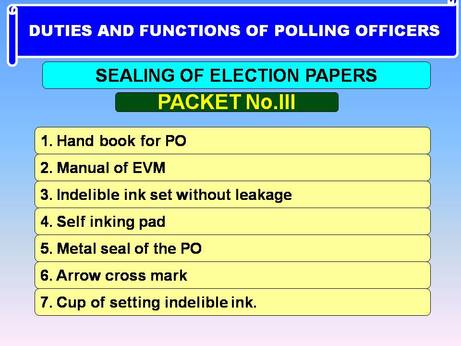 DUTIES AND FUNCTIONS OF POLLING OFFICERS
SEALING OF ELECTION PAPERS
PACKET No.III
1. Hand book for PO
2. Manual of EVM
3. Indelible ink set without leakage
4. Self inking pad
5. Metal seal of the PO
6. Arrow cross mark
7. Cup of setting indelible ink.